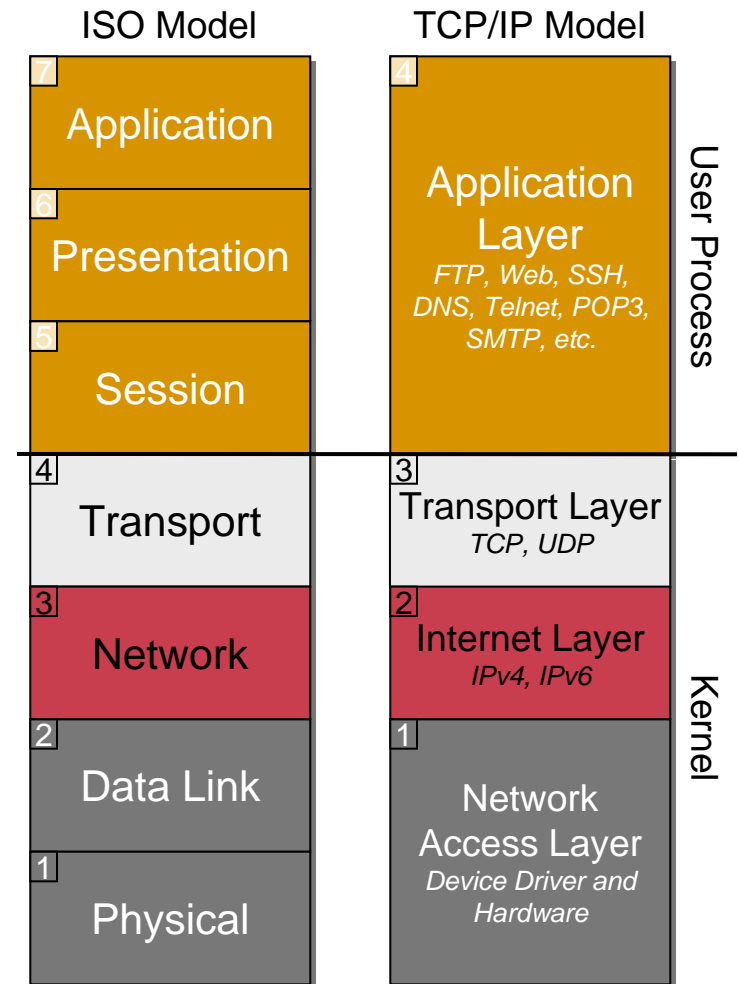 ISO Model
7
Application
6
Presentation
5
Session
4
Transport
3
Network
2
Data Link
1
Physical
TCP/IP Model
4
Application
Layer
FTP, Web, SSH,
DNS, Telnet, POP3,
SMTP, etc.
3
Transport Layer
TCP, UDP
2
Internet Layer
IPv4, IPv6
1
Network
Access Layer
Device Driver and
Hardware
User Process
Kernel